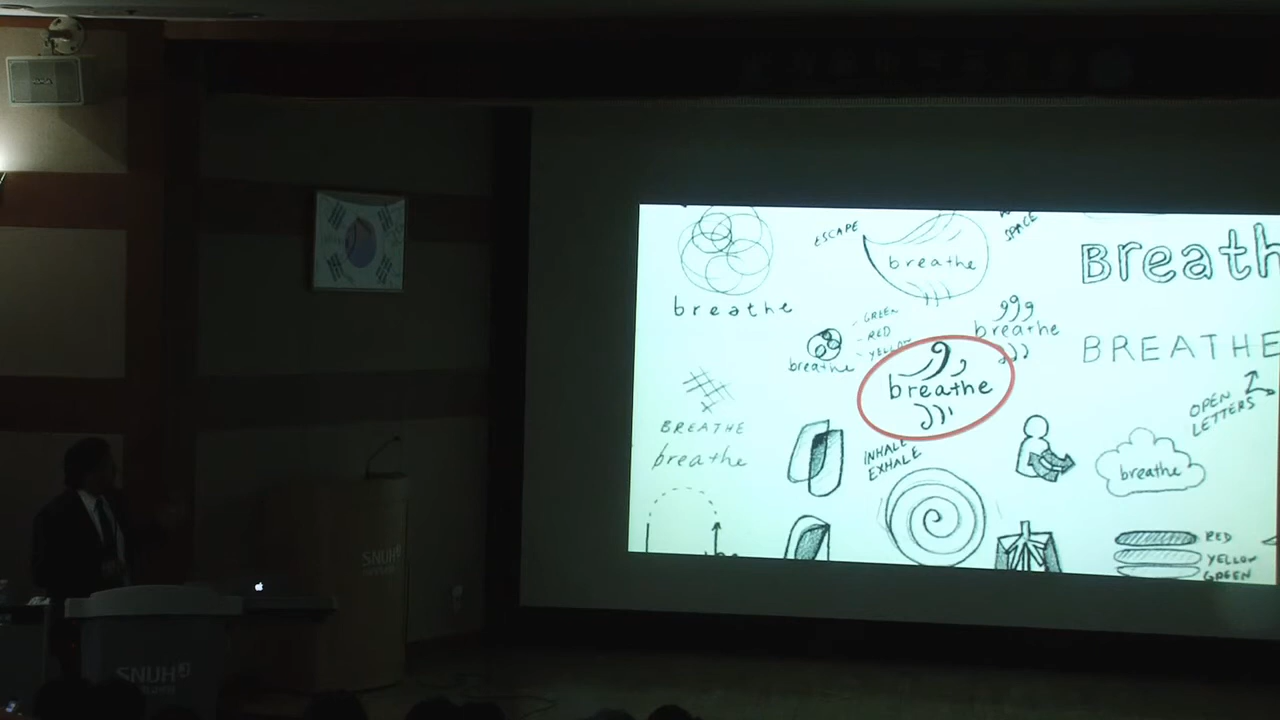 ESCAPE
SPACE
breathe
Breath
breathe
GREEN
RED
YELLOW
breathe
breathe
BREATHE
breathe
OPEN
LETTERS
BREATHE
breathe
INHALE
EXHALE
breathe
RED
YELLOW
GREEN
SNUH
SNUH